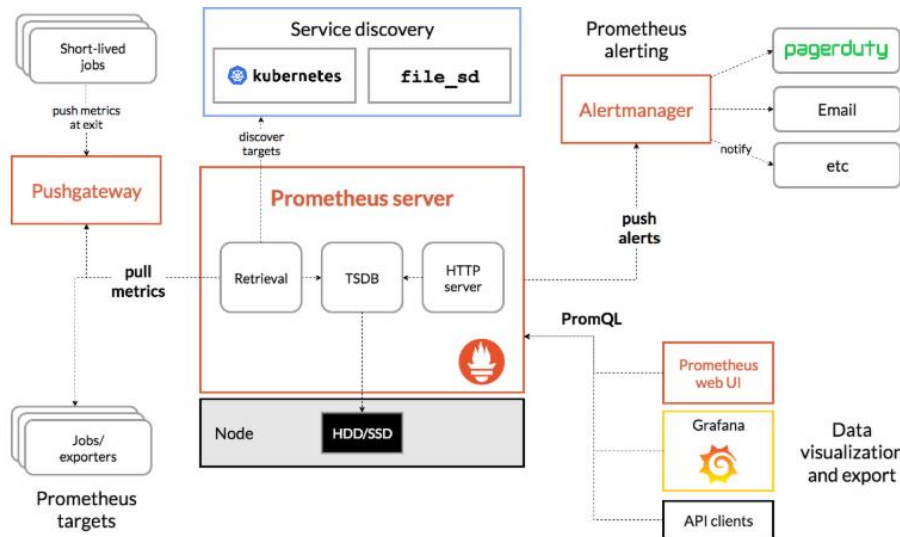 Short-lived
jobs
push metrics
at exit
Pushgateway
Service discovery
kubernetes
file_sd
discover
targets
Prometheus
alerting
Alertmanager
pagerduty
Email
notify
etc
Prometheus server
Retrieval
TSDB
HTTP
server
pull
metrics
push
alerts
PromQL
Node
HDD/SSD
Jobs/
exporters
Prometheus
targets
Prometheus
web UI
Grafana
API clients
Data
visualization
and export